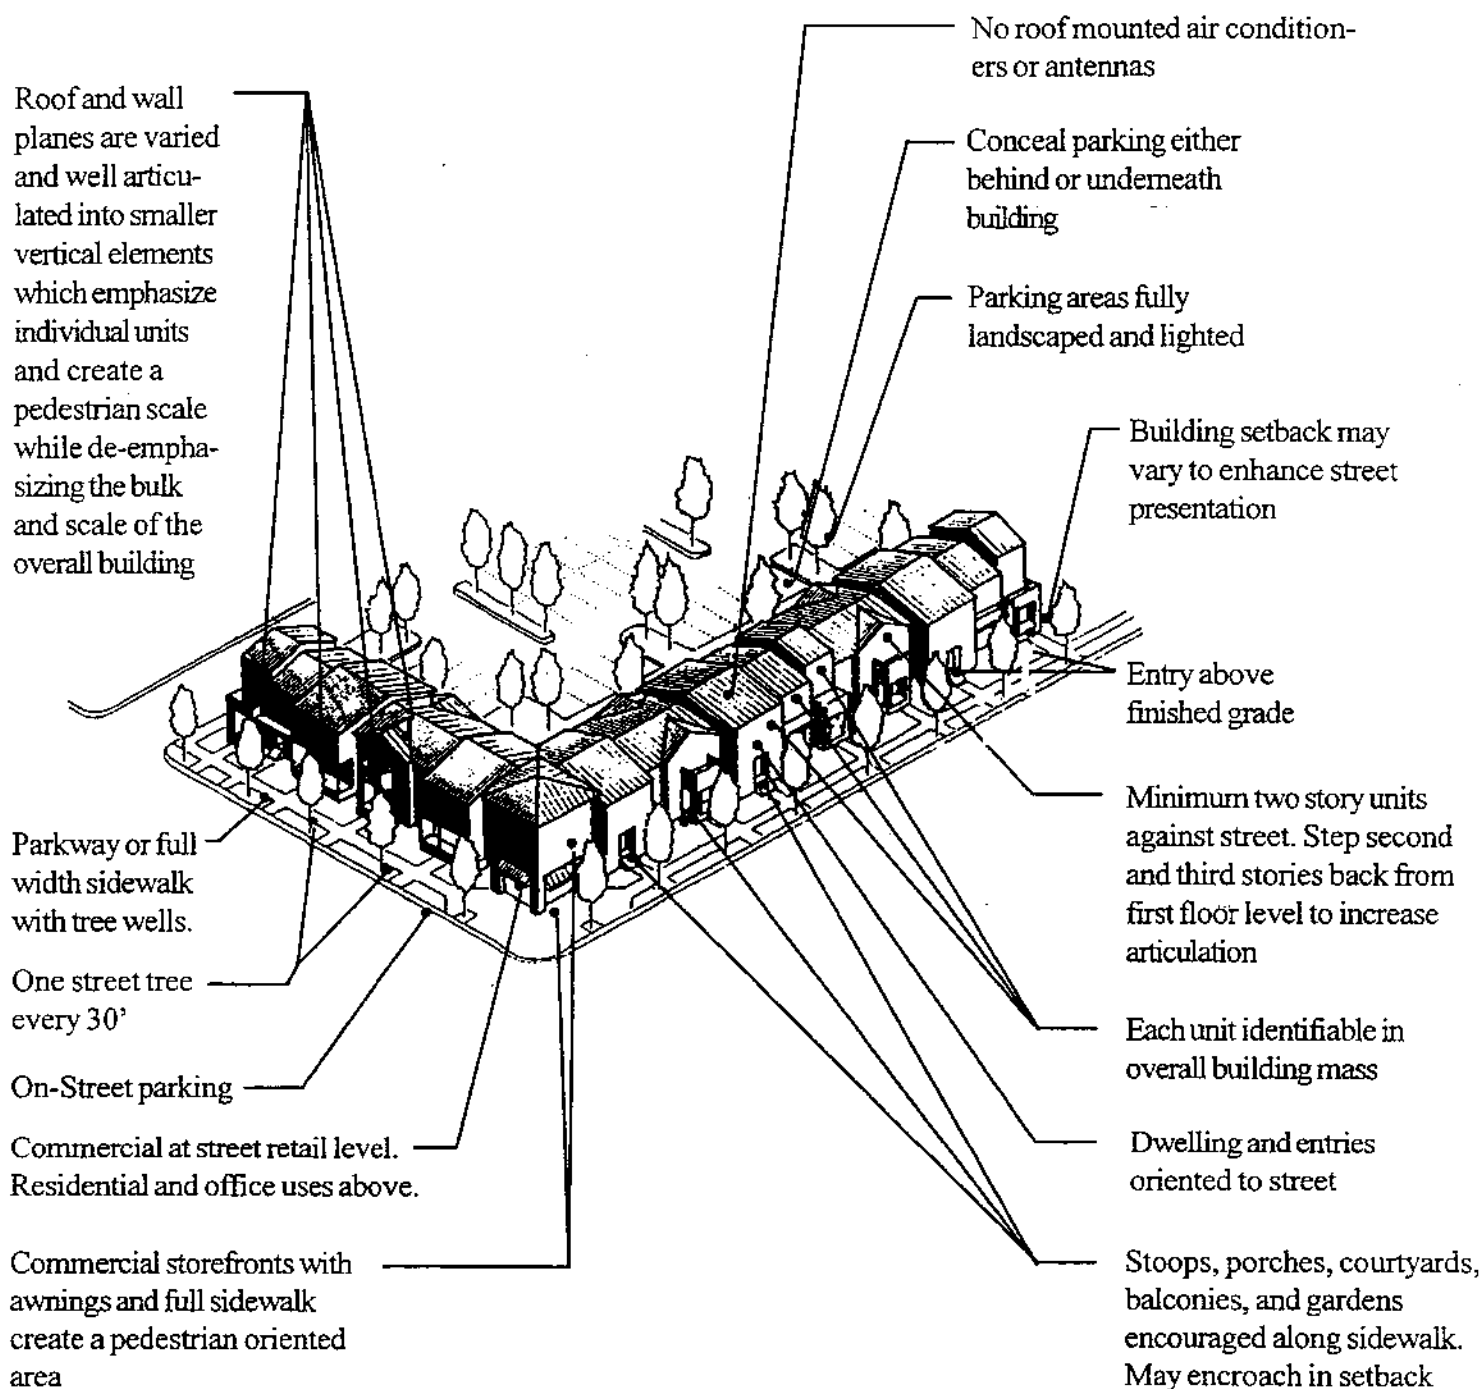 Roof and wall
planes are varied
and well articu-
lated into smaller
vertical elements
which emphasize
individual units
and create a
pedestrian scale
while de-empha-
sizing the bulk
and scale of the
overall building
Parkway or full
width sidewalk
with tree wells.
One street tree
every 30'
On-Street parking
Commercial at street retail level.
Residential and office uses above.
Commercial storefronts with
awnings and full sidewalk
create a pedestrian oriented
area
No roof mounted air condition-
ers or antennas
Conceal parking either
behind or underneath
building
Parking areas fully
landscaped and lighted
Building setback may
vary to enhance street
presentation
Entry above
finished grade
Minimum two story units
against street. Step second
and third stories back from
first floor level to increase
articulation
Each unit identifiable in
overall building mass
Dwelling and entries
oriented to street
Stoops, porches, courtyards,
balconies, and gardens
encouraged along sidewalk.
May encroach in setback